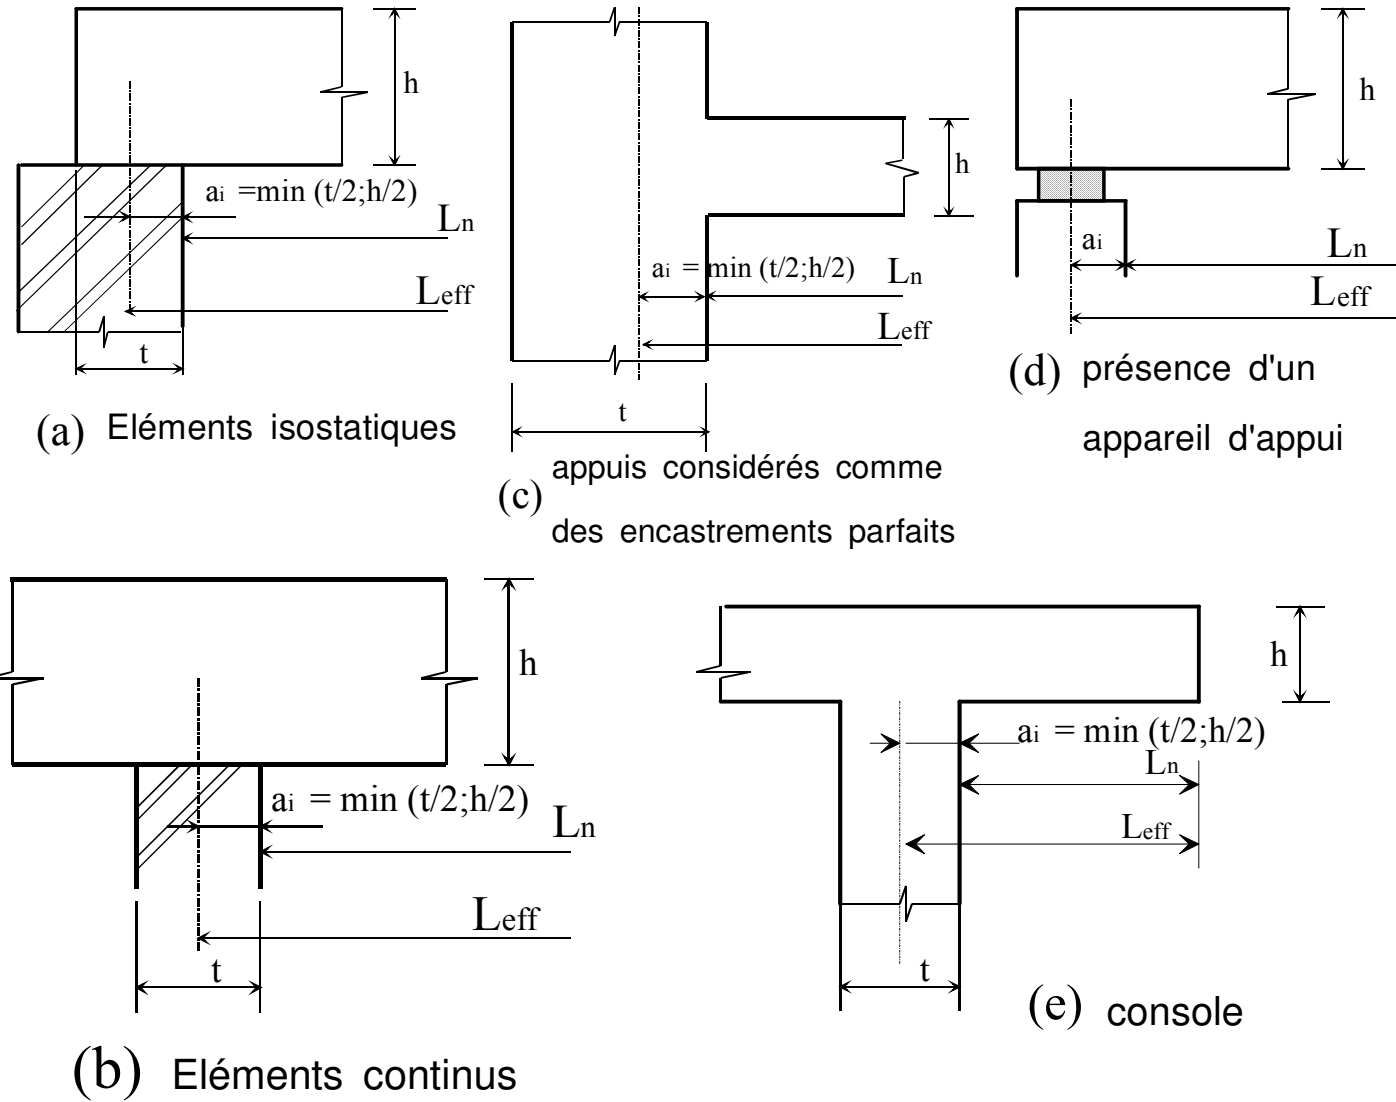 h
ai =min (t/2;h/2)
Ln
Leff
t
(a) Eléments isostatiques
h
ai = min (t/2;h/2)
Ln
Leff
t
(c) appuis considérés comme
des encastrements parfaits
h
ai
Ln
Leff
(d) présence d'un
appareil d'appui
h
ai = min (t/2;h/2)
Ln
Leff
t
(b) Eléments continus
h
ai = min (t/2;h/2)
Ln
Leff
t
(e) console